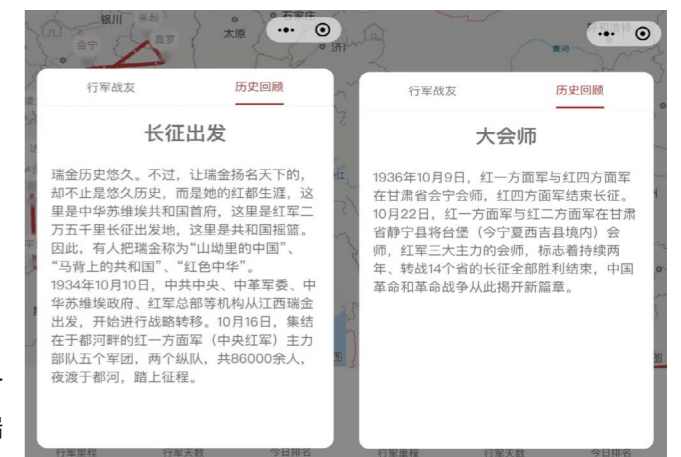 银川
吴起
石家庄
太原
会宁
直罗
济
行军战友
历史回顾
长征出发
瑞金历史悠久。不过，让瑞金扬名天下的，
却不止是悠久历史，而是她的红都生涯，这
里是中华苏维埃共和国首府，这里是红军二
万五千里长征出发地，这里是共和国摇篮。
因此，有人把瑞金称为“山坳里的中国”、
“马背上的共和国”、“红色中华”。
1934年10月10日，中共中央、中革军委、中
华苏维埃政府、红军总部等机构从江西瑞金
出发，开始进行战略转移。10月16日，集结
在于都河畔的红一方面军（中央红军）主力
部队五个军团，两个纵队，共86000余人，
夜渡于都河，踏上征程。
行军里程
行军天数
今日排名
呼和浩特
黄河
行军战友
历史回顾
大会师
1936年10月9日，红一方面军与红四方面军
在甘肃省会宁会师，红四方面军结束长征。
10月22日，红一方面军与红二方面军在甘肃
省静宁县将台堡（今宁夏西吉县境内）会
师，红军三大主力的会师，标志着持续两
年、转战14个省的长征全部胜利结束，中国
革命和革命战争从此揭开新篇章。
行军里程
行军天数
今日排名